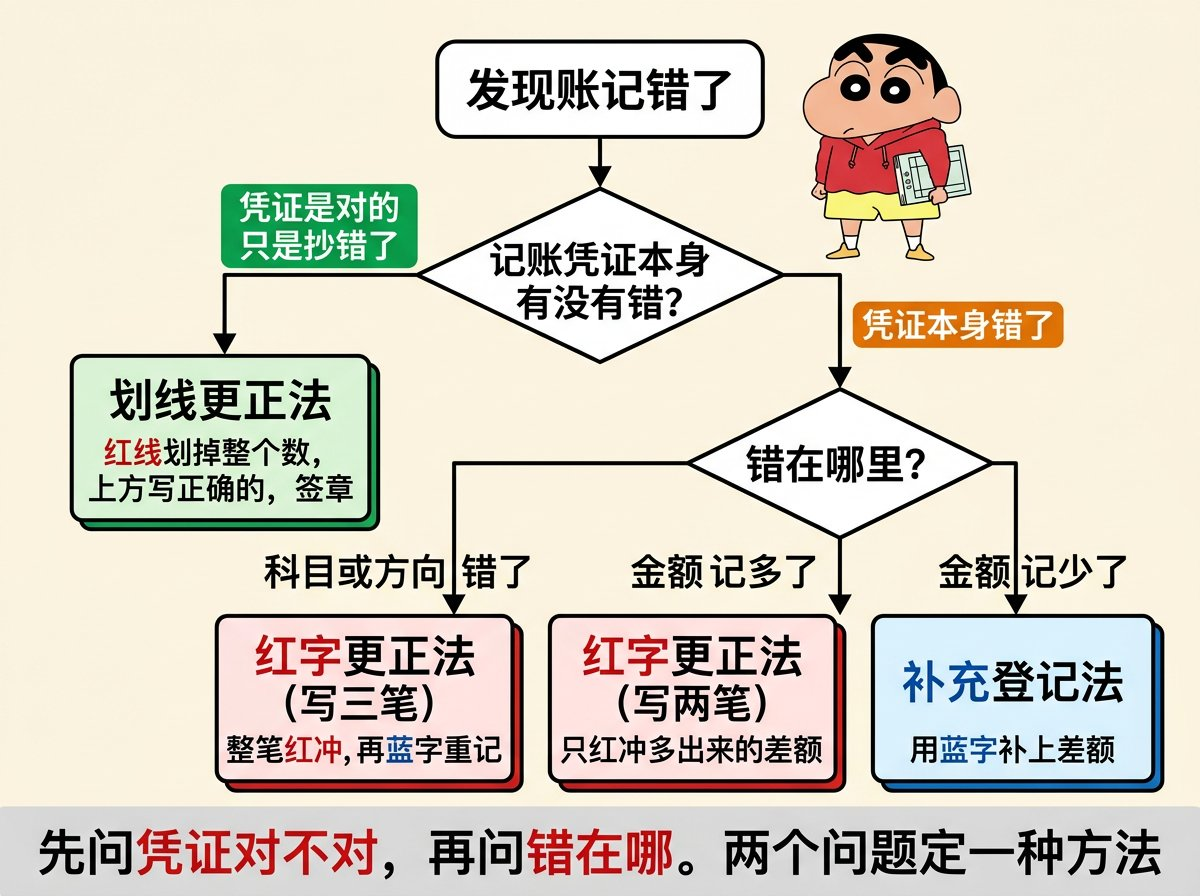 发现账记错了
凭证是对的
只是抄错了
记账凭证本身
有没有错？
凭证本身错了
划线更正法
红线划掉整个数，
上方写正确的，签章
错在哪里？
科目或方向错了
金额记多了
金额记少了
红字更正法
（写三笔）
整笔红冲，再蓝字重记
红字更正法
（写两笔）
只红冲多出来的差额
补充登记法
用蓝字补上差额
先问凭证对不对，再问错在哪。两个问题定一种方法